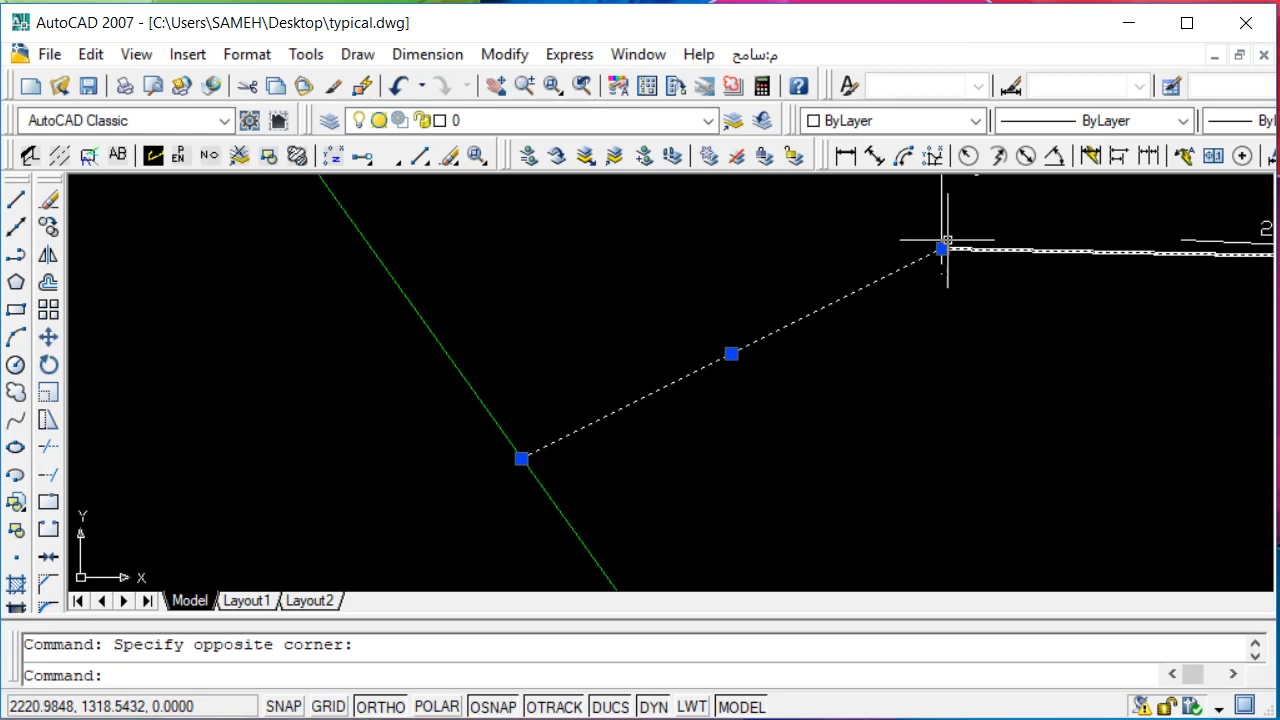 AutoCAD 2007 - [C:\Users\SAMEH\Desktop\typical.dwg]
File Edit View Insert Format Tools Draw Dimension Modify Express Window Help م:سامح
AutoCAD Classic 0 ByLayer ByLayer
AB
2
Y
X
Model Layout1 Layout2
Command: Specify opposite corner:
Command:
2220.9848, 1318.5432, 0.0000 SNAP GRID ORTHO POLAR OSNAP OTRACK DUCS DYN LWT MODEL